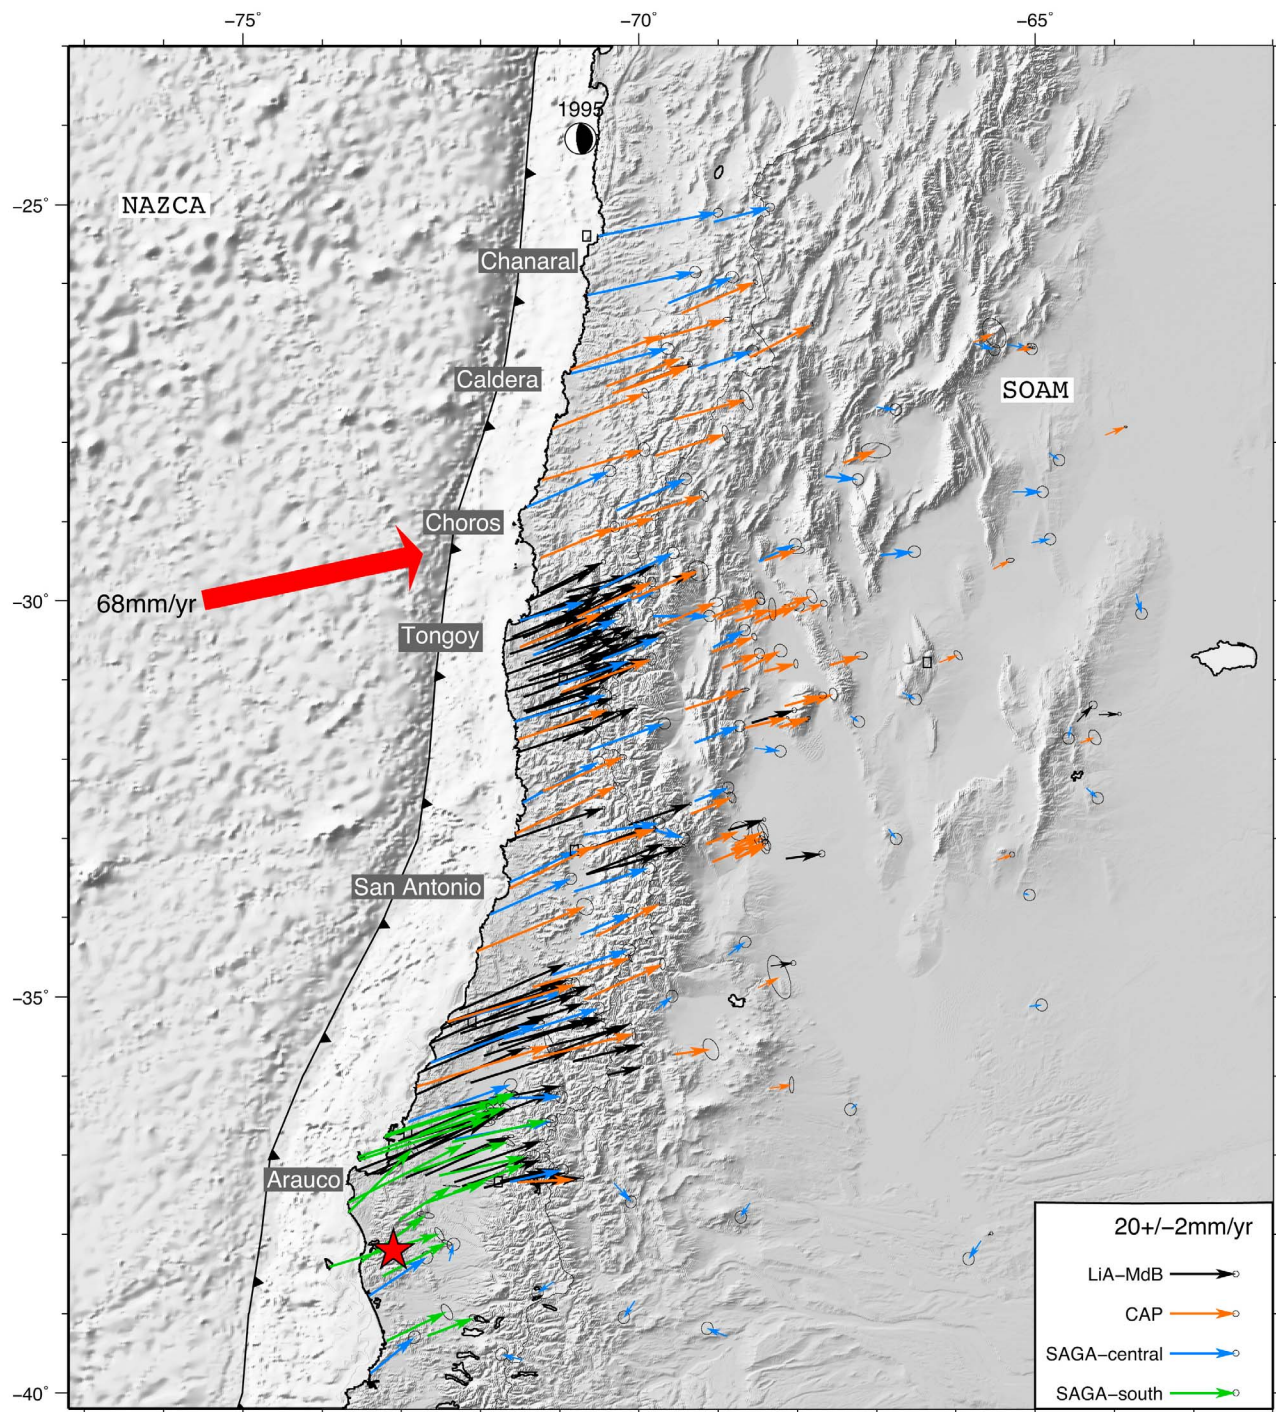 −75° −70° −65°
1995
−25°
NAZCA
Chanaral
Caldera
SOAM
Choros
68mm/yr
−30°
Tongoy
San Antonio
−35°
Arauco
20+/−2mm/yr
LiA−MdB
CAP
SAGA−central
SAGA−south
−40°